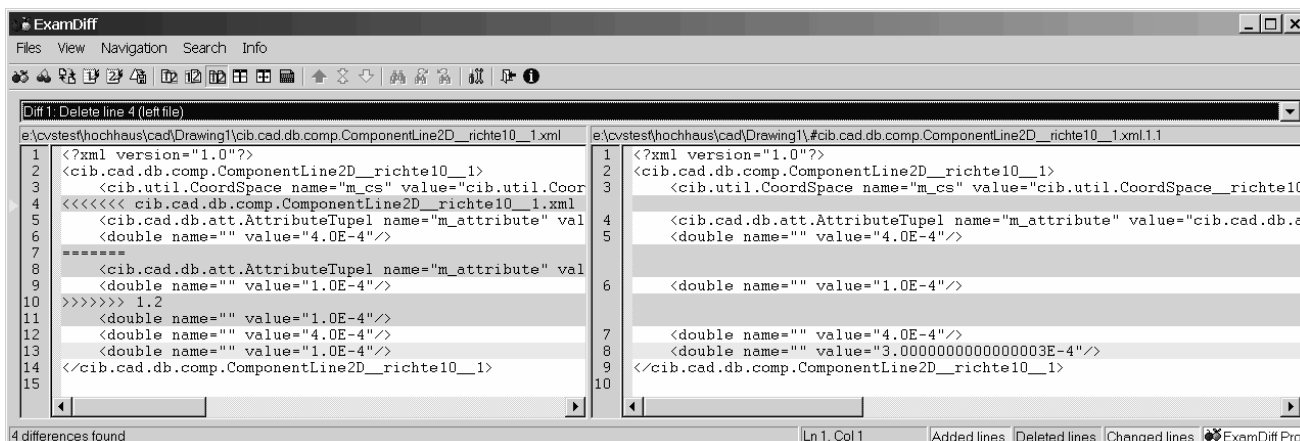 ExamDiff
Files View Navigation Search Info
Diff 1: Delete line 4 (left file)
e:\cvstest\hochhaus\cad\Drawing1\cib.cad.db.comp.ComponentLine2D__richte10__1.xml
1 <?xml version="1.0"?>
2 <cib.cad.db.comp.ComponentLine2D__richte10__1>
3 <cib.util.CoordSpace name="m_cs" value="cib.util.Coor
4 <<<<<<< cib.cad.db.comp.ComponentLine2D__richte10__1.xml
5 <cib.cad.db.att.AttributeTupel name="m_attribute" val
6 <double name="" value="4.0E-4"/>
7 =======
8 <cib.cad.db.att.AttributeTupel name="m_attribute" val
9 <double name="" value="1.0E-4"/>
10 >>>>>>> 1.2
11 <double name="" value="1.0E-4"/>
12 <double name="" value="4.0E-4"/>
13 <double name="" value="1.0E-4"/>
14 </cib.cad.db.comp.ComponentLine2D__richte10__1>
15
e:\cvstest\hochhaus\cad\Drawing1\.#cib.cad.db.comp.ComponentLine2D__richte10__1.xml.1.1
1 <?xml version="1.0"?>
2 <cib.cad.db.comp.ComponentLine2D__richte10__1>
3 <cib.util.CoordSpace name="m_cs" value="cib.util.CoordSpace__richte10
4 <cib.cad.db.att.AttributeTupel name="m_attribute" value="cib.cad.db.a
5 <double name="" value="4.0E-4"/>
6 <double name="" value="1.0E-4"/>
7 <double name="" value="4.0E-4"/>
8 <double name="" value="3.0000000000000003E-4"/>
9 </cib.cad.db.comp.ComponentLine2D__richte10__1>
10
4 differences found Ln 1, Col 1 Added lines Deleted lines Changed lines ExamDiff Pro